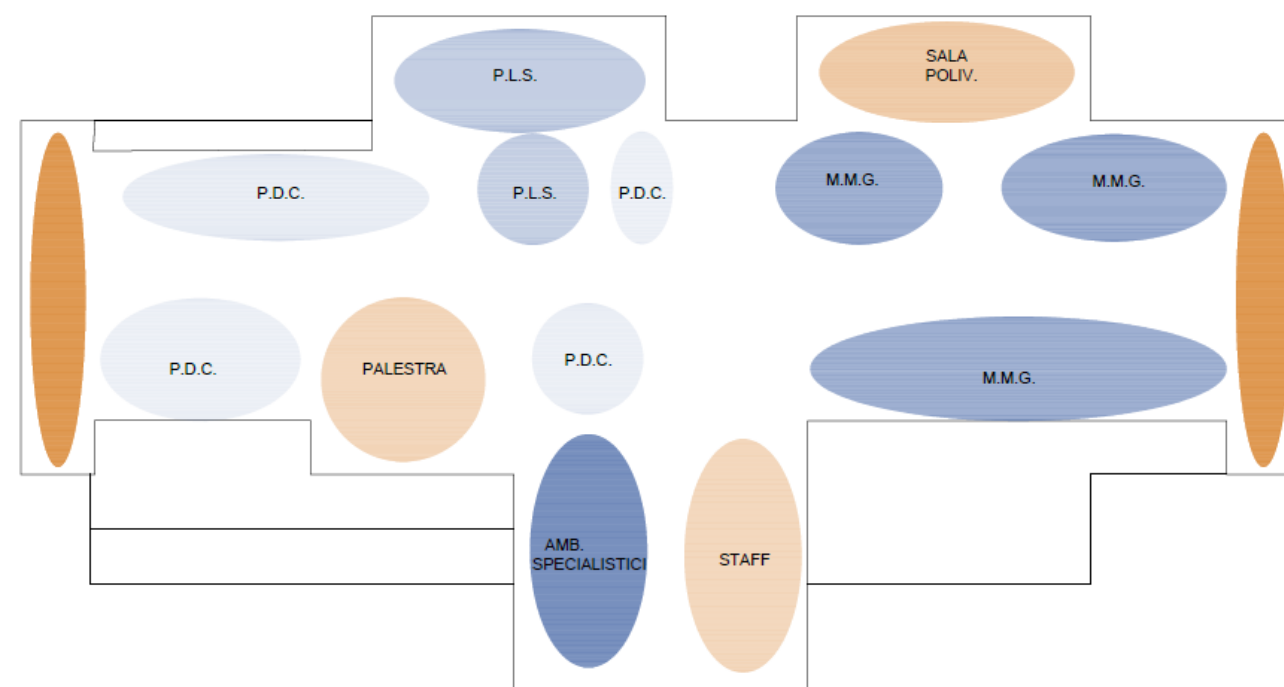 P.L.S.
SALA
POLIV.
P.D.C.
P.L.S.
P.D.C.
M.M.G.
M.M.G.
P.D.C.
PALESTRA
P.D.C.
M.M.G.
AMB.
SPECIALISTICI
STAFF